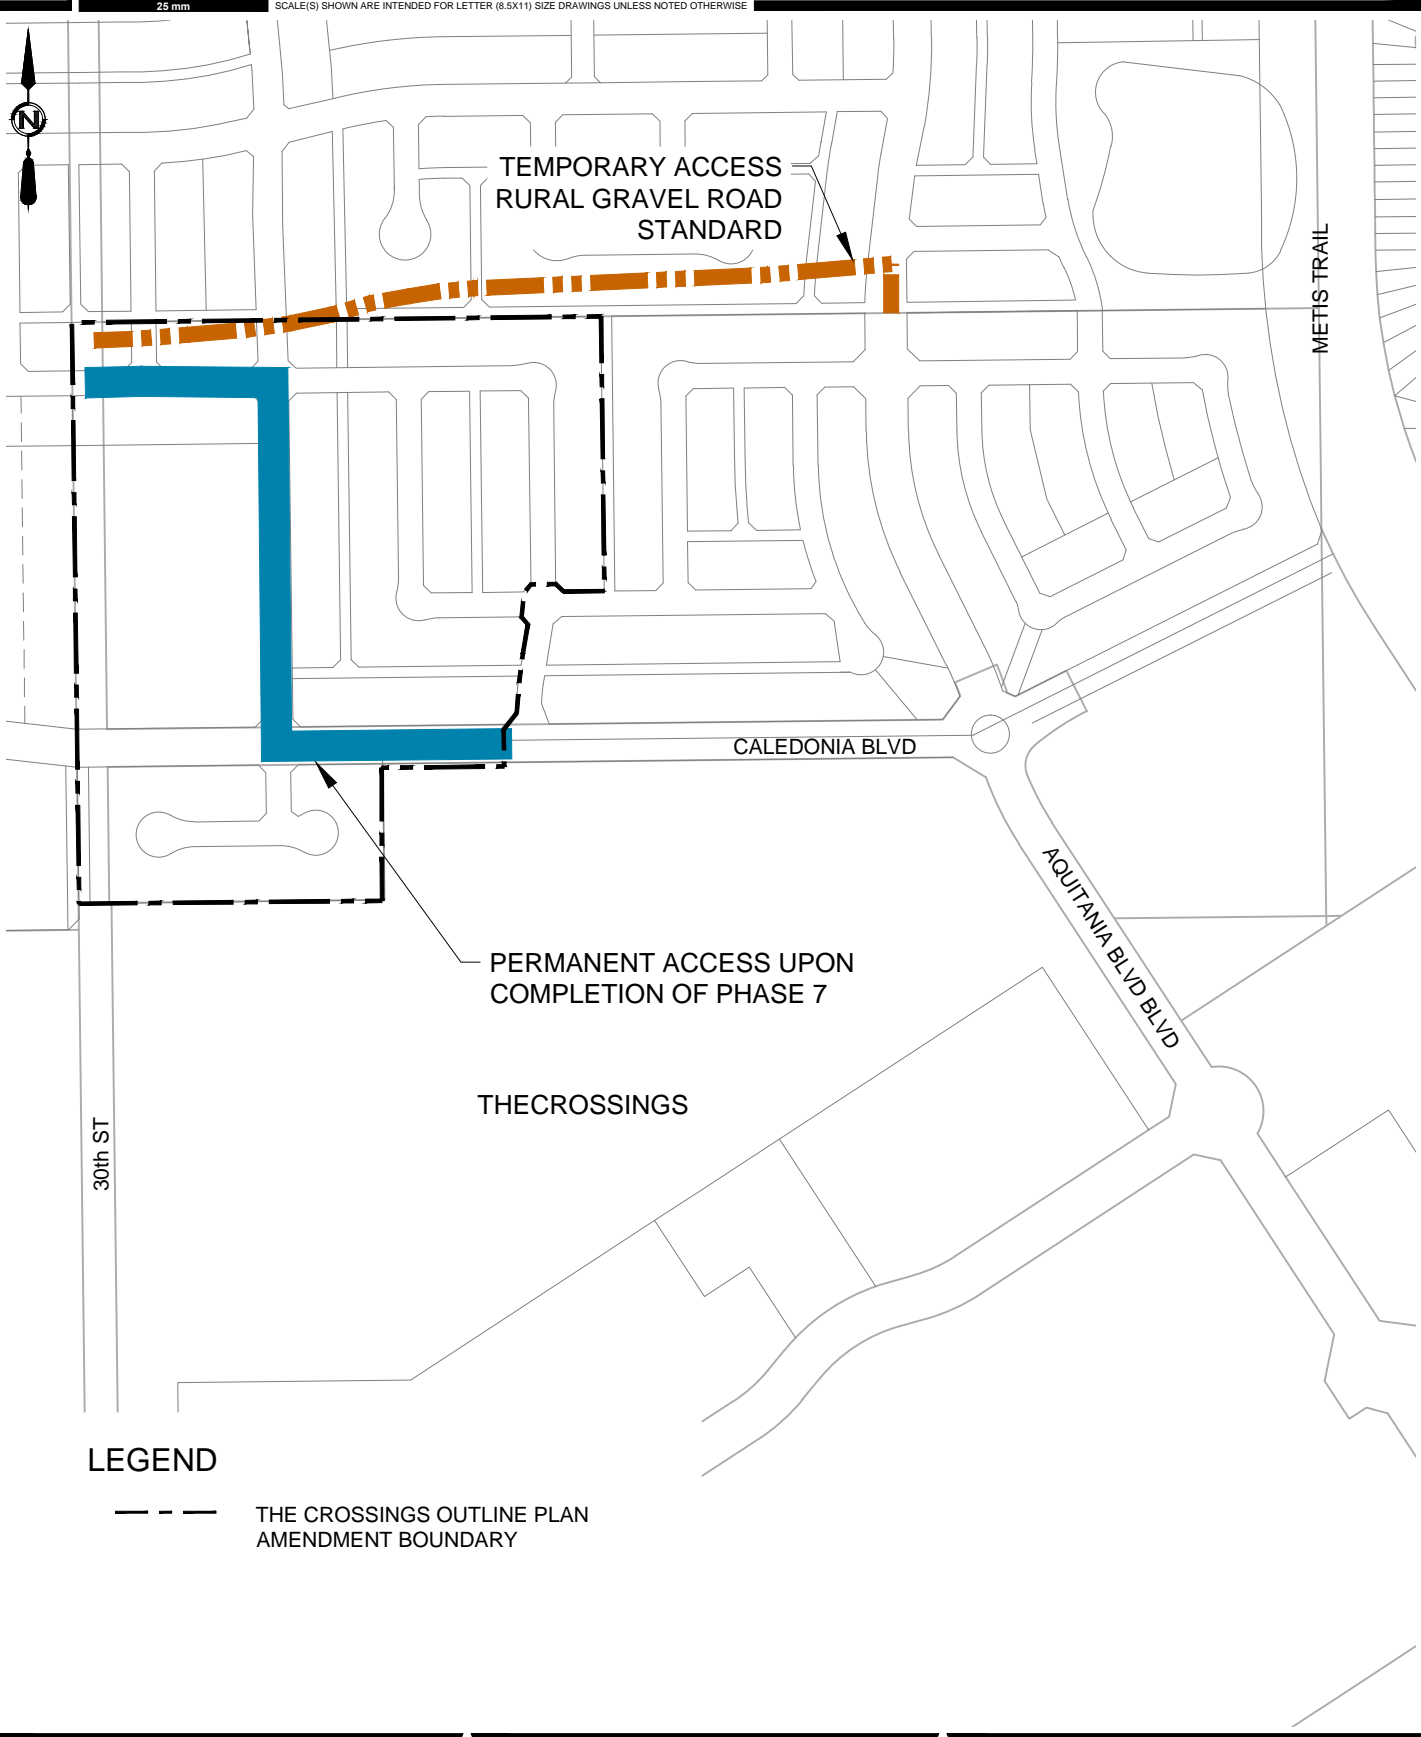 25 mm
SCALE(S) SHOWN ARE INTENDED FOR LETTER (8.5X11) SIZE DRAWINGS UNLESS NOTED OTHERWISE
N
TEMPORARY ACCESS
RURAL GRAVEL ROAD
STANDARD
METIS TRAIL
CALEDONIA BLVD
AQUITANIA BLVD BLVD
PERMANENT ACCESS UPON
COMPLETION OF PHASE 7
THECROSSINGS
30th ST
LEGEND
THE CROSSINGS OUTLINE PLAN
AMENDMENT BOUNDARY